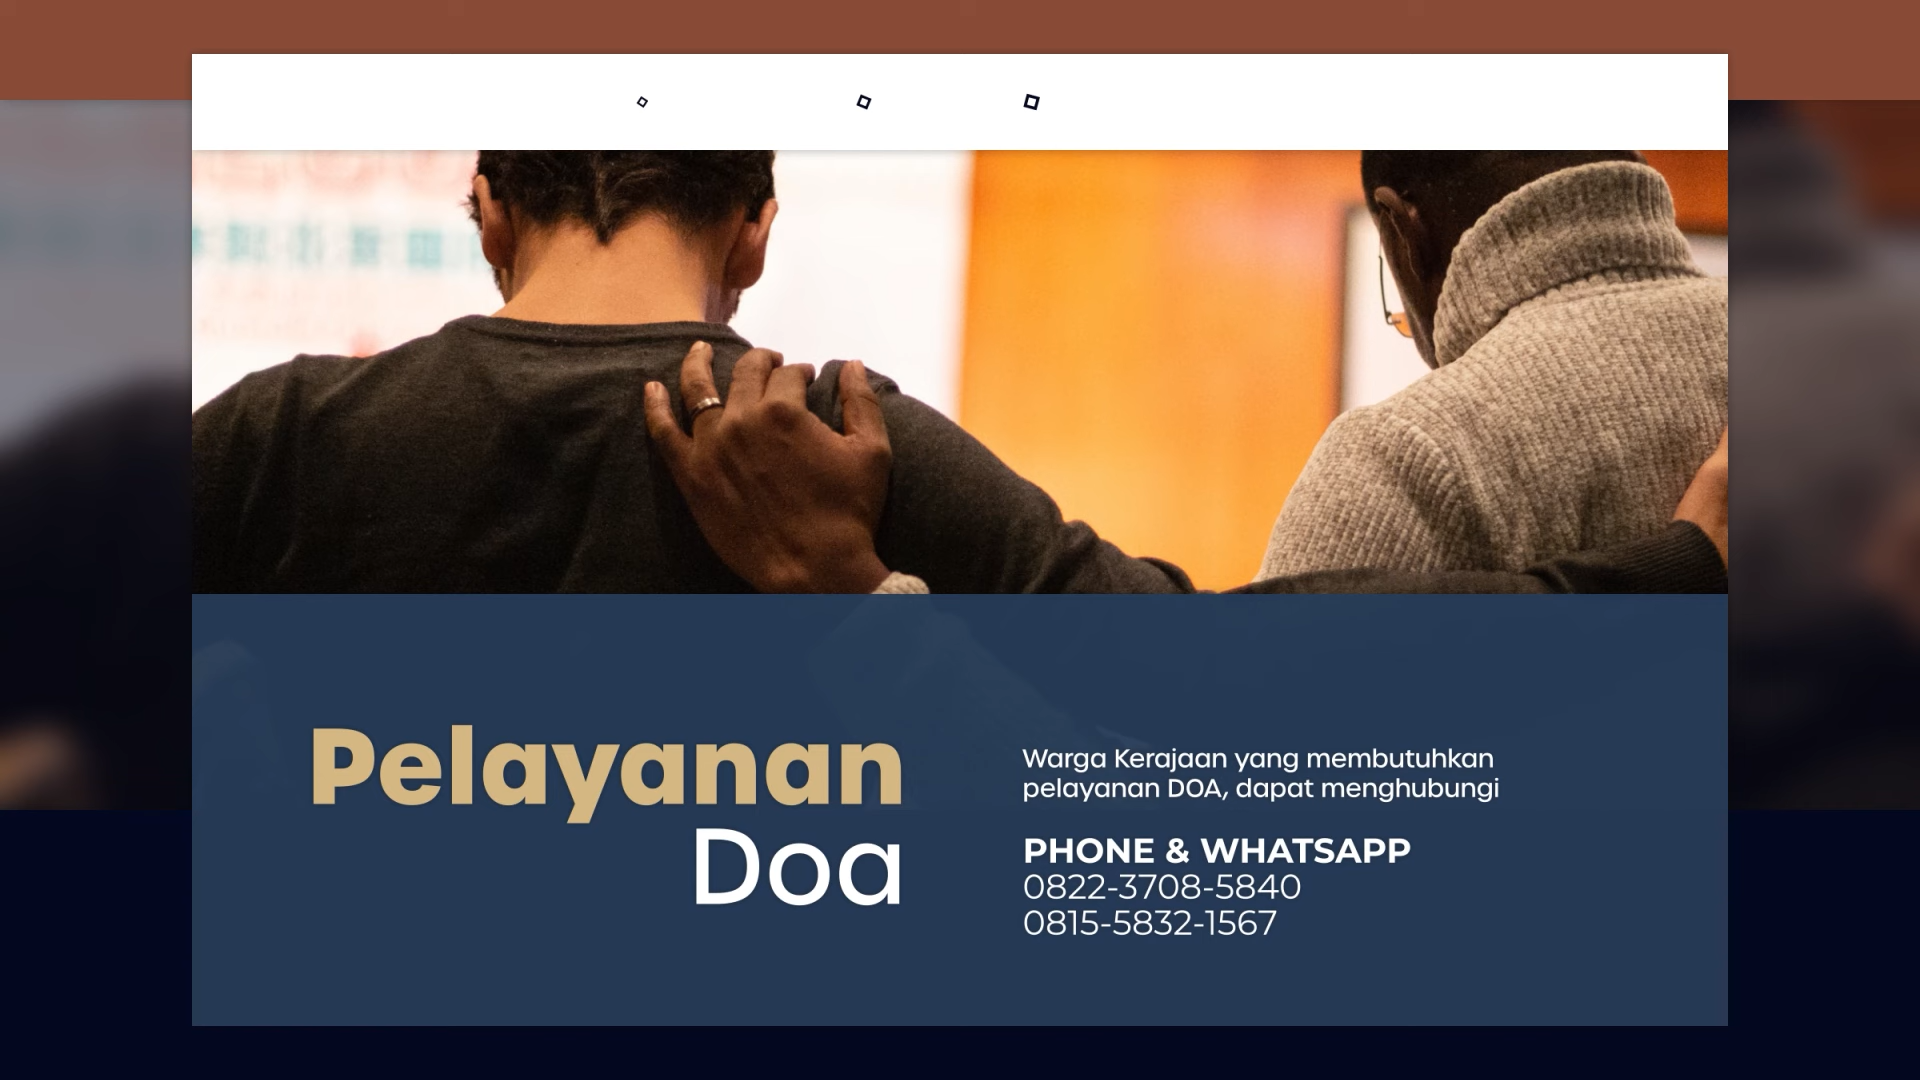 Pelayanan
Doa
Warga Kerajaan yang membutuhkan
pelayanan DOA, dapat menghubungi
PHONE & WHATSAPP
0822-3708-5840
0815-5832-1567